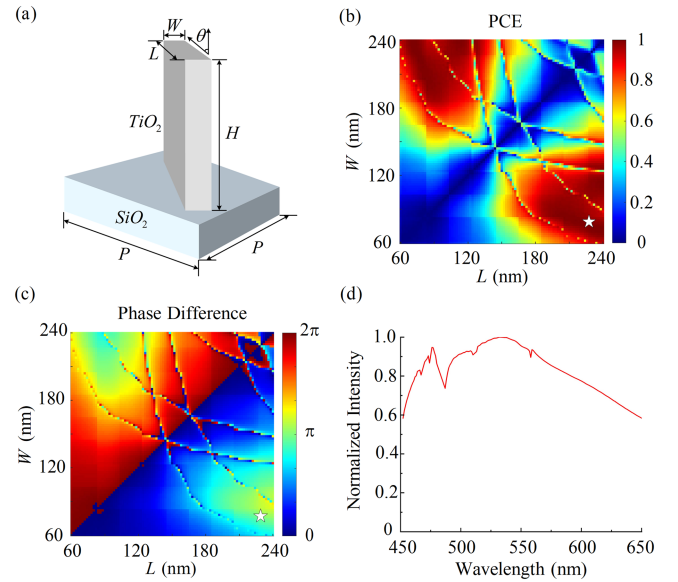 (a)
W
θ
L
TiO2
H
SiO2
P
P
(b)
PCE
240
180
120
60
W (nm)
60
120
180
240
L (nm)
1
0.8
0.6
0.4
0.2
0
(c)
Phase Difference
240
180
120
60
W (nm)
60
120
180
240
L (nm)
2π
π
0
(d)
Normalized Intensity
1.0
0.8
0.6
0.4
0.2
0
450
500
550
600
650
Wavelength (nm)